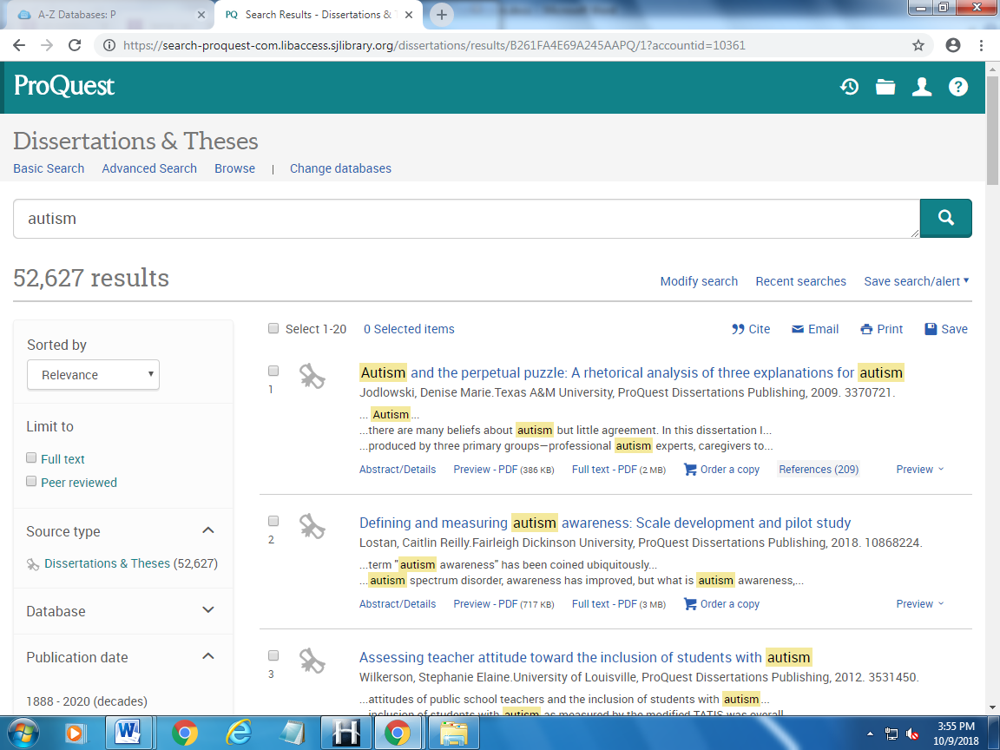 A-Z Databases: P
PQ Search Results - Dissertations &
https://search-proquest-com.libaccess.sjlibrary.org/dissertations/results/B261FA4E69A245AAPQ/1?accountid=10361
ProQuest
Dissertations & Theses
Basic Search Advanced Search Browse | Change databases
autism
52,627 results
Modify search Recent searches Save search/alert
Sorted by
Relevance
Limit to
Full text
Peer reviewed
Source type
Dissertations & Theses (52,627)
Database
Publication date
1888 - 2020 (decades)
Select 1-20 0 Selected items
Cite Email Print Save
1
Autism and the perpetual puzzle: A rhetorical analysis of three explanations for autism
Jodlowski, Denise Marie.Texas A&M University, ProQuest Dissertations Publishing, 2009. 3370721.
... Autism...
...there are many beliefs about autism but little agreement. In this dissertation I...
...produced by three primary groups—professional autism experts, caregivers to...
Abstract/Details Preview - PDF (386 KB) Full text - PDF (2 MB) Order a copy References (209) Preview
2
Defining and measuring autism awareness: Scale development and pilot study
Lostan, Caitlin Reilly.Fairleigh Dickinson University, ProQuest Dissertations Publishing, 2018. 10868224.
...term "autism awareness" has been coined ubiquitously...
...autism spectrum disorder, awareness has improved, but what is autism awareness,...
Abstract/Details Preview - PDF (717 KB) Full text - PDF (3 MB) Order a copy Preview
3
Assessing teacher attitude toward the inclusion of students with autism
Wilkerson, Stephanie Elaine.University of Louisville, ProQuest Dissertations Publishing, 2012. 3531450.
...attitudes of public school teachers and the inclusion of students with autism...
...inclusion of students with autism as measured by the modified TATIS was overall
3:55 PM
10/9/2018